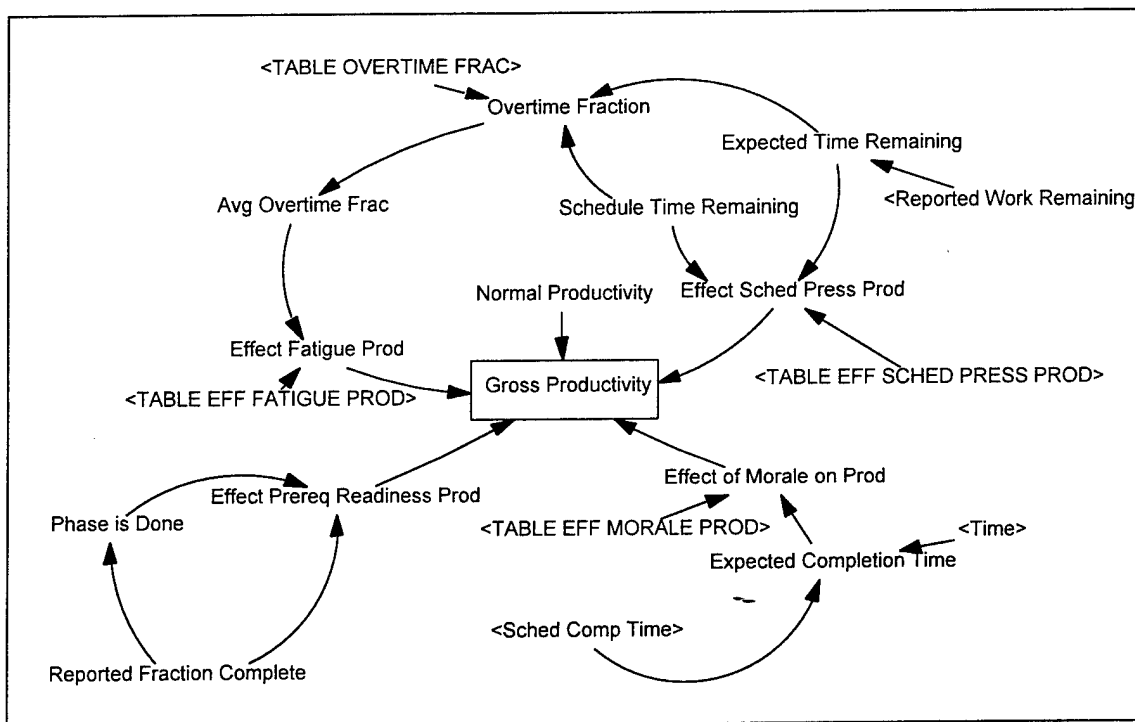 <TABLE OVERTIME FRAC>
Overtime Fraction
Expected Time Remaining
Avg Overtime Frac
Schedule Time Remaining
<Reported Work Remaining
Normal Productivity
Effect Sched Press Prod
Effect Fatigue Prod
Gross Productivity
<TABLE EFF SCHED PRESS PROD>
<TABLE EFF FATIGUE PROD>
Effect of Morale on Prod
Effect Prereq Readiness Prod
Phase is Done
<TABLE EFF MORALE PROD>
<Time>
Expected Completion Time
<Sched Comp Time>
Reported Fraction Complete